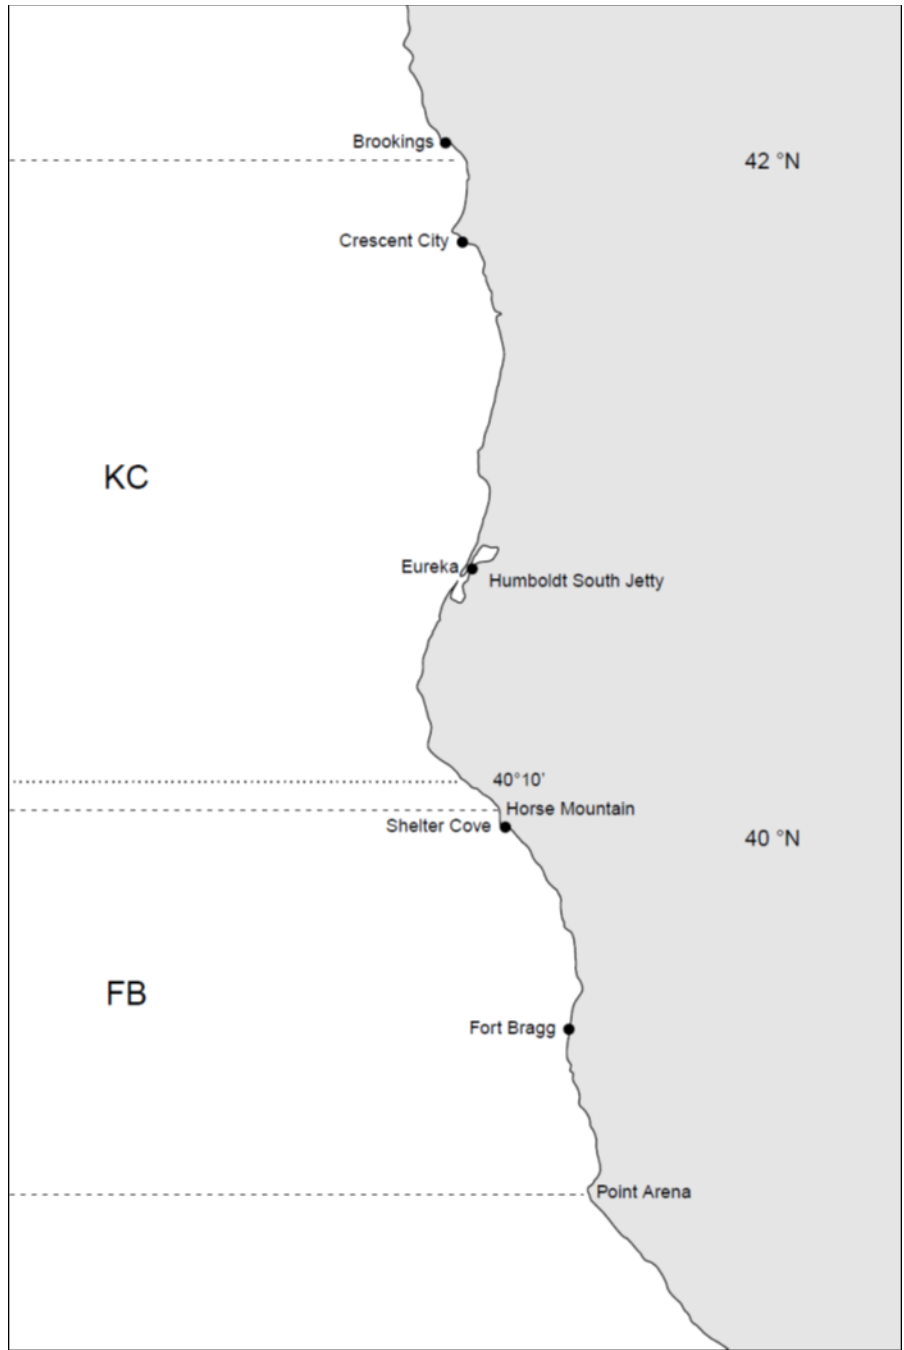 Brookings
42 °N
Crescent City
KC
Eureka
Humboldt South Jetty
40°10'
Horse Mountain
Shelter Cove
40 °N
FB
Fort Bragg
Point Arena